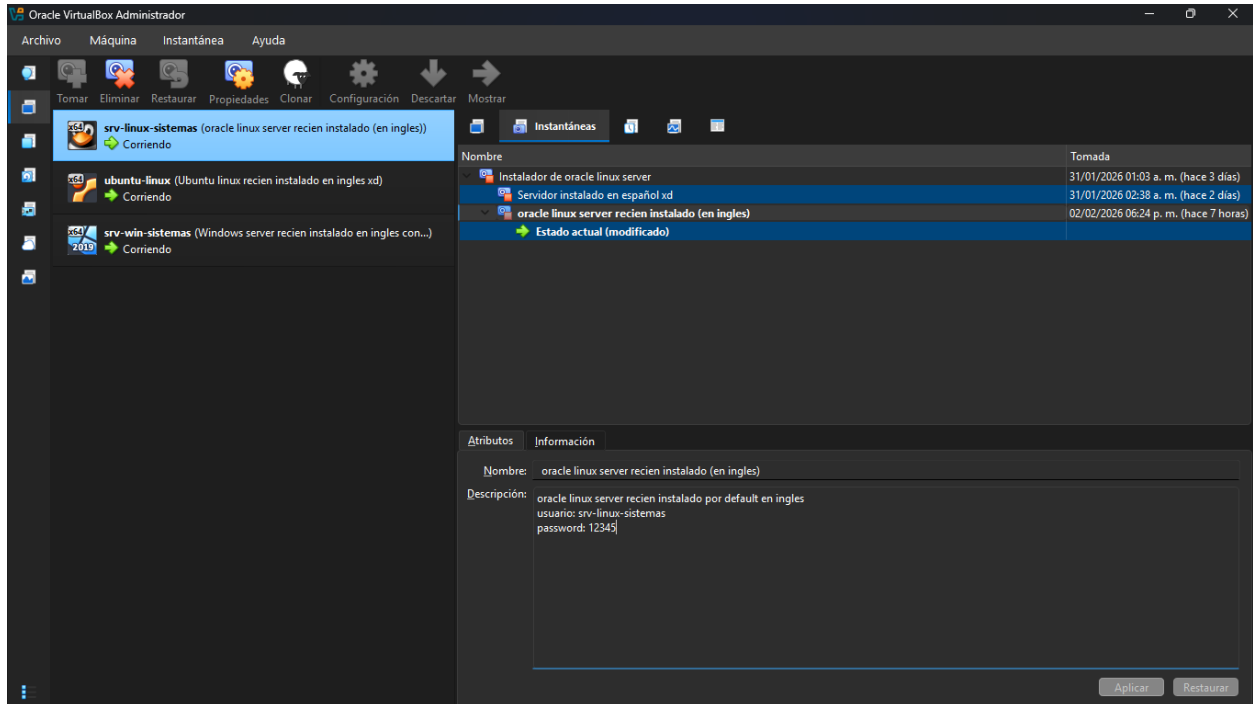 Oracle VirtualBox Administrador
Archivo Máquina Instantánea Ayuda
Tomar Eliminar Restaurar Propiedades Clonar Configuración Descartar Mostrar
x64 srv-linux-sistemas (oracle linux server recien instalado (en ingles))
Corriendo
x64 ubuntu-linux (Ubuntu linux recien instalado en ingles xd)
Corriendo
x64 2019 srv-win-sistemas (Windows server recien instalado en ingles con...)
Corriendo
Instantáneas
Nombre Tomada
Instalador de oracle linux server 31/01/2026 01:03 a. m. (hace 3 días)
Servidor instalado en español xd 31/01/2026 02:38 a. m. (hace 2 días)
oracle linux server recien instalado (en ingles) 02/02/2026 06:24 p. m. (hace 7 horas)
Estado actual (modificado)
Atributos Información
Nombre: oracle linux server recien instalado (en ingles)
Descripción: oracle linux server recien instalado por default en ingles
usuario: srv-linux-sistemas
password: 12345
Aplicar Restaurar